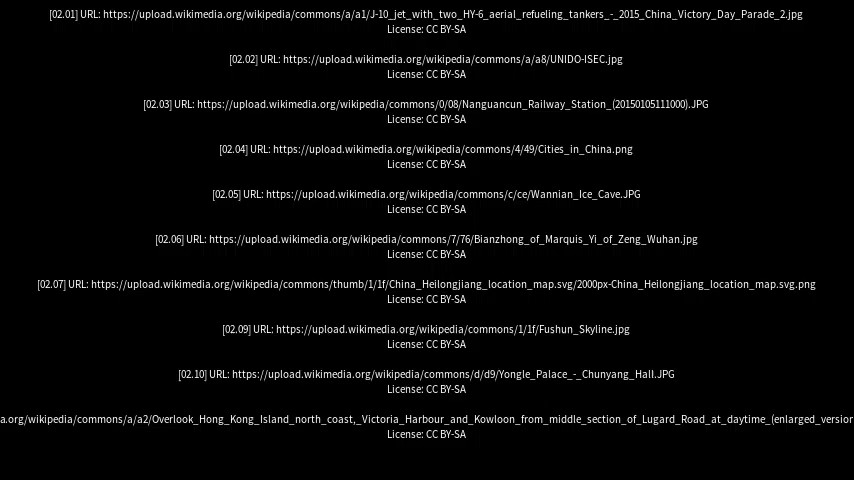 [02.01] URL: https://upload.wikimedia.org/wikipedia/commons/a/a1/J-10_jet_with_two_HY-6_aerial_refueling_tankers_-_2015_China_Victory_Day_Parade_2.jpg
License: CC BY-SA
[02.02] URL: https://upload.wikimedia.org/wikipedia/commons/a/a8/UNIDO-ISEC.jpg
License: CC BY-SA
[02.03] URL: https://upload.wikimedia.org/wikipedia/commons/0/08/Nanguancun_Railway_Station_(20150105111000).JPG
License: CC BY-SA
[02.04] URL: https://upload.wikimedia.org/wikipedia/commons/4/49/Cities_in_China.png
License: CC BY-SA
[02.05] URL: https://upload.wikimedia.org/wikipedia/commons/c/ce/Wannian_Ice_Cave.JPG
License: CC BY-SA
[02.06] URL: https://upload.wikimedia.org/wikipedia/commons/7/76/Bianzhong_of_Marquis_Yi_of_Zeng_Wuhan.jpg
License: CC BY-SA
[02.07] URL: https://upload.wikimedia.org/wikipedia/commons/thumb/1/1f/China_Heilongjiang_location_map.svg/2000px-China_Heilongjiang_location_map.svg.png
License: CC BY-SA
[02.09] URL: https://upload.wikimedia.org/wikipedia/commons/1/1f/Fushun_Skyline.jpg
License: CC BY-SA
[02.10] URL: https://upload.wikimedia.org/wikipedia/commons/d/d9/Yongle_Palace_-_Chunyang_Hall.JPG
License: CC BY-SA
a.org/wikipedia/commons/a/a2/Overlook_Hong_Kong_Island_north_coast,_Victoria_Harbour_and_Kowloon_from_middle_section_of_Lugard_Road_at_daytime_(enlarged_version
License: CC BY-SA